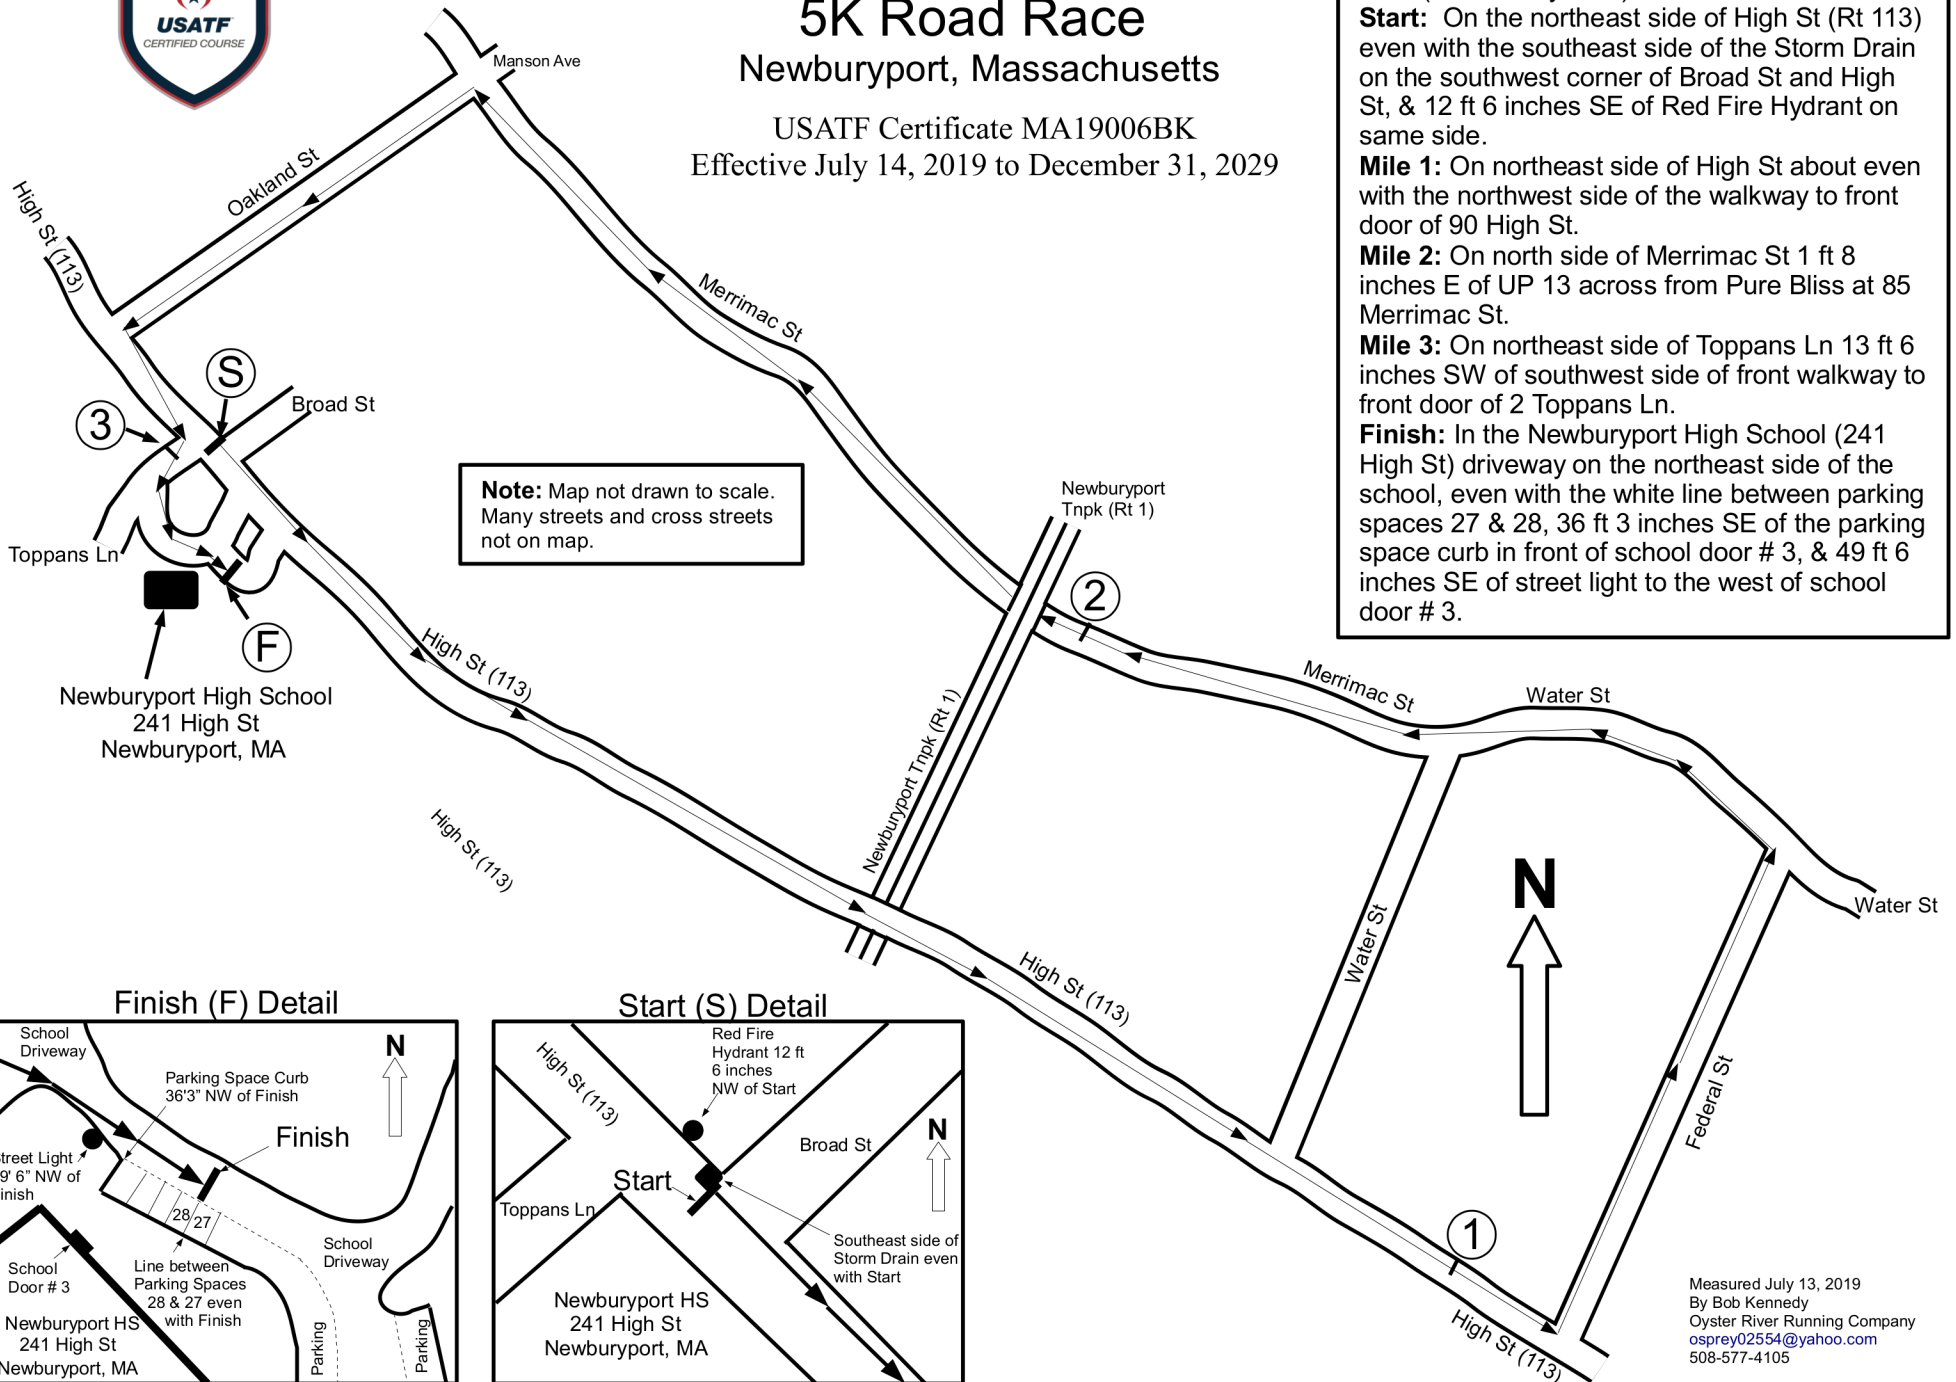 USATF
CERTIFIED COURSE
5K Road Race
Newburyport, Massachusetts
USATF Certificate MA19006BK
Effective July 14, 2019 to December 31, 2029
Start: On the northeast side of High St (Rt 113)
even with the southeast side of the Storm Drain
on the southwest corner of Broad St and High
St, & 12 ft 6 inches SE of Red Fire Hydrant on
same side.
Mile 1: On northeast side of High St about even
with the northwest side of the walkway to front
door of 90 High St.
Mile 2: On north side of Merrimac St 1 ft 8
inches E of UP 13 across from Pure Bliss at 85
Merrimac St.
Mile 3: On northeast side of Toppans Ln 13 ft 6
inches SW of southwest side of front walkway to
front door of 2 Toppans Ln.
Finish: In the Newburyport High School (241
High St) driveway on the northeast side of the
school, even with the white line between parking
spaces 27 & 28, 36 ft 3 inches SE of the parking
space curb in front of school door # 3, & 49 ft 6
inches SE of street light to the west of school
door # 3.
Manson Ave
Oakland St
High St (113)
Merrimac St
S
Broad St
3
Note: Map not drawn to scale.
Many streets and cross streets
not on map.
Newburyport
Tnpk (Rt 1)
Toppans Ln
2
F
High St (113)
Newburyport High School
241 High St
Newburyport, MA
Merrimac St
Water St
Newburyport Tnpk (Rt 1)
High St (113)
N
Water St
Water St
High St (113)
Federal St
1
High St (113)
Measured July 13, 2019
By Bob Kennedy
Oyster River Running Company
osprey02554@yahoo.com
508-577-4105
Finish (F) Detail
School
Driveway
N
Parking Space Curb
36'3" NW of Finish
Finish
treet Light
9' 6" NW of
inish
28
27
School
Driveway
School
Door # 3
Line between
Parking Spaces
28 & 27 even
with Finish
Newburyport HS
241 High St
Newburyport, MA
Parking
Parking
Start (S) Detail
Red Fire
Hydrant 12 ft
6 inches
NW of Start
High St (113)
Broad St
N
Start
Toppans Ln
Southeast side of
Storm Drain even
with Start
Newburyport HS
241 High St
Newburyport, MA